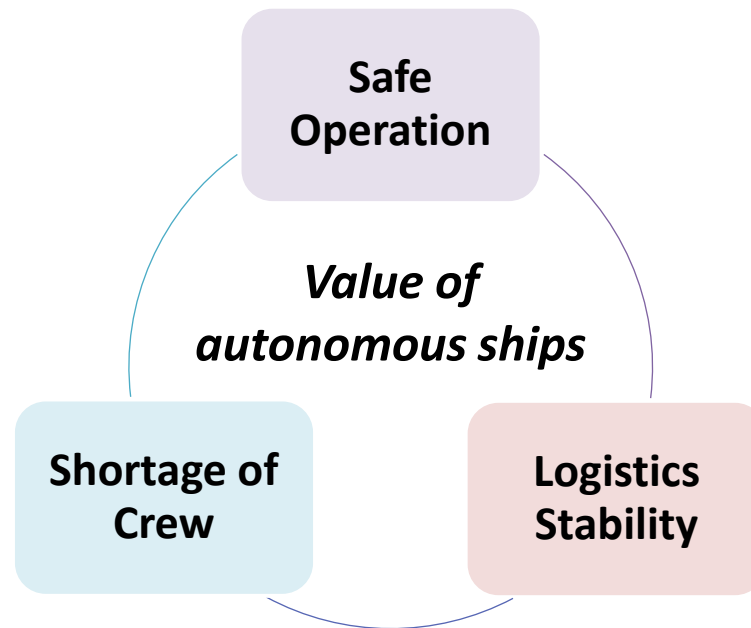 Safe
Operation
Value of
autonomous ships
Shortage of
Crew
Logistics
Stability